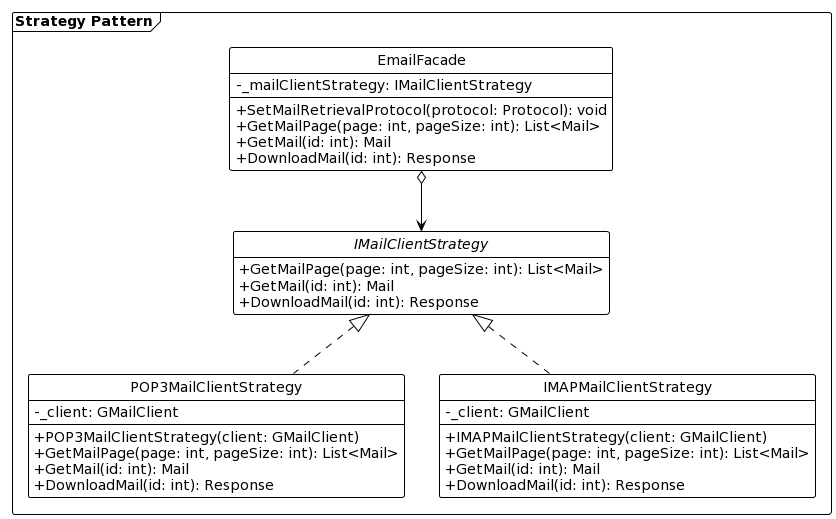 Strategy Pattern
EmailFacade
-_mailClientStrategy: IMailClientStrategy
+SetMailRetrievalProtocol(protocol: Protocol): void
+GetMailPage(page: int, pageSize: int): List<Mail>
+GetMail(id: int): Mail
+DownloadMail(id: int): Response
IMailClientStrategy
+GetMailPage(page: int, pageSize: int): List<Mail>
+GetMail(id: int): Mail
+DownloadMail(id: int): Response
POP3MailClientStrategy
-_client: GMailClient
+POP3MailClientStrategy(client: GMailClient)
+GetMailPage(page: int, pageSize: int): List<Mail>
+GetMail(id: int): Mail
+DownloadMail(id: int): Response
IMAPMailClientStrategy
-_client: GMailClient
+IMAPMailClientStrategy(client: GMailClient)
+GetMailPage(page: int, pageSize: int): List<Mail>
+GetMail(id: int): Mail
+DownloadMail(id: int): Response